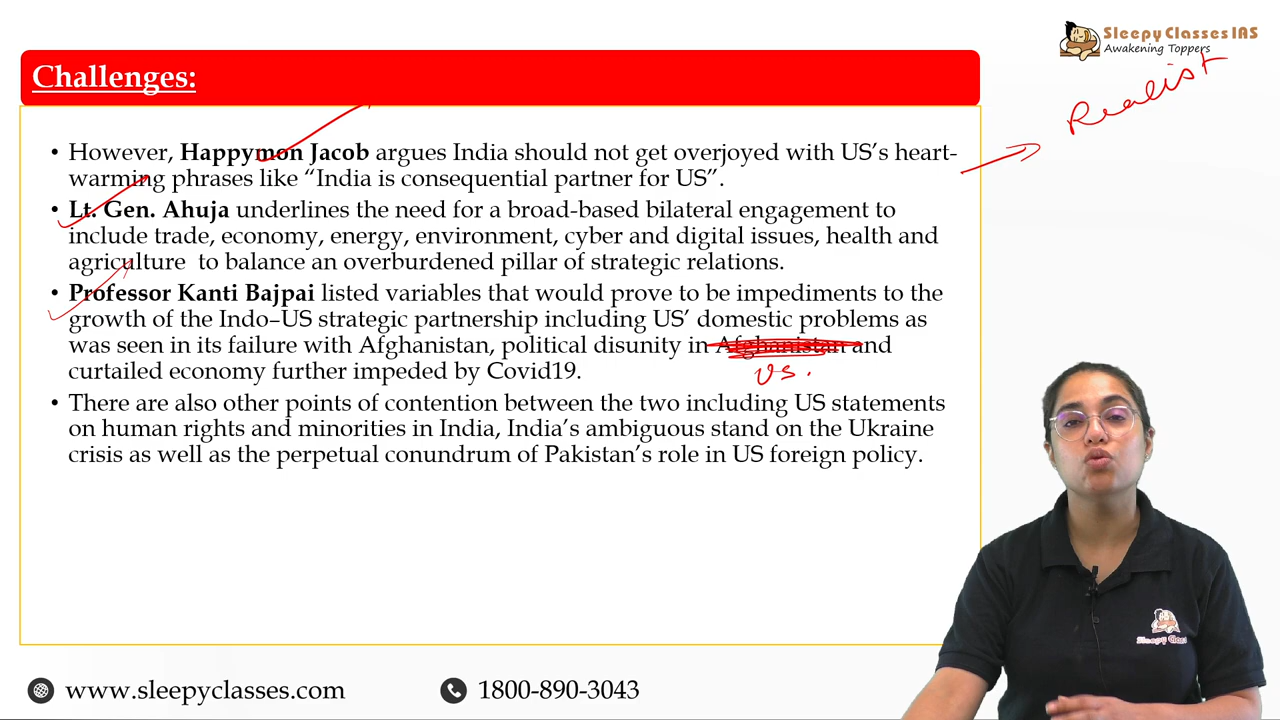 Sleepy Classes IAS
Awakening Toppers
Realist
Challenges:
• However, Happymon Jacob argues India should not get overjoyed with US's heart-
warming phrases like “India is consequential partner for US”.
• Lt. Gen. Ahuja underlines the need for a broad-based bilateral engagement to
include trade, economy, energy, environment, cyber and digital issues, health and
agriculture to balance an overburdened pillar of strategic relations.
• Professor Kanti Bajpai listed variables that would prove to be impediments to the
growth of the Indo–US strategic partnership including US' domestic problems as
was seen in its failure with Afghanistan, political disunity in Afghanistan and
US.
curtailed economy further impeded by Covid19.
• There are also other points of contention between the two including US statements
on human rights and minorities in India, India's ambiguous stand on the Ukraine
crisis as well as the perpetual conundrum of Pakistan's role in US foreign policy.
www.sleepyclasses.com
1800-890-3043